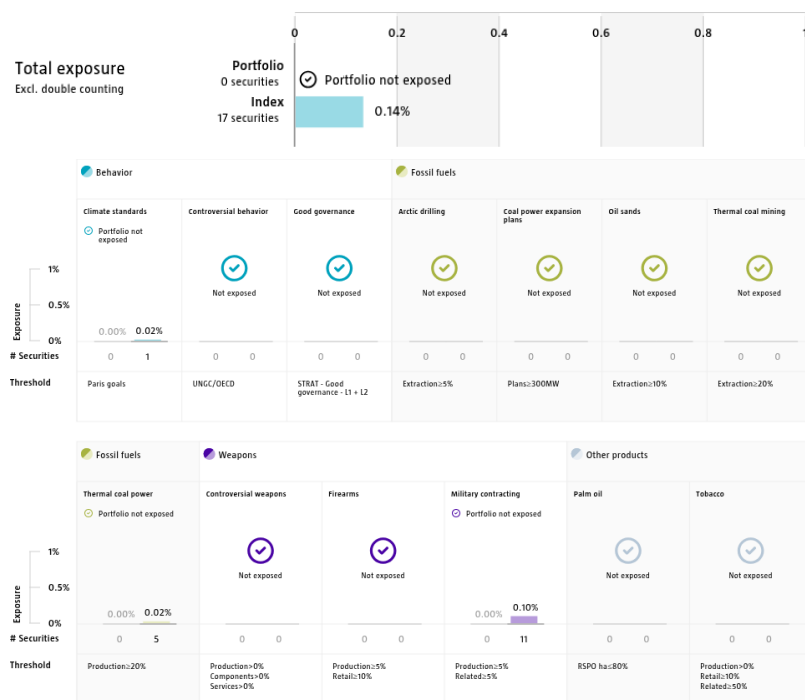 0 0.2 0.4 0.6 0.8 1
Total exposure
Excl. double counting
Portfolio
0 securities
Portfolio not exposed
Index
17 securities
0.14%
Behavior
Fossil fuels
Climate standards
Controversial behavior
Good governance
Arctic drilling
Coal power expansion
plans
Oil sands
Thermal coal mining
Portfolio not
exposed
Not exposed
Not exposed
Not exposed
Not exposed
Not exposed
Not exposed
Exposure
1%
0.5%
0%
0.00% 0.02%
# Securities
0 1 0 0 0 0 0 0 0 0 0 0 0 0
Threshold
Paris goals
UNGC/OECD
STRAT - Good
governance - L1 + L2
Extraction≥5%
Plans≥300MW
Extraction≥10%
Extraction≥20%
Fossil fuels
Weapons
Other products
Thermal coal power
Controversial weapons
Firearms
Military contracting
Palm oil
Tobacco
Portfolio not exposed
Portfolio not exposed
Not exposed
Not exposed
Not exposed
Not exposed
Exposure
1%
0.5%
0%
0.00% 0.02%
0.00% 0.10%
# Securities
0 5 0 0 0 0 0 11 0 0 0 0
Threshold
Production≥20%
Production>0%
Components>0%
Services>0%
Production≥5%
Retail≥10%
Production≥5%
Related≥5%
RSPO ha≤80%
Production>0%
Retail≥10%
Related≥50%